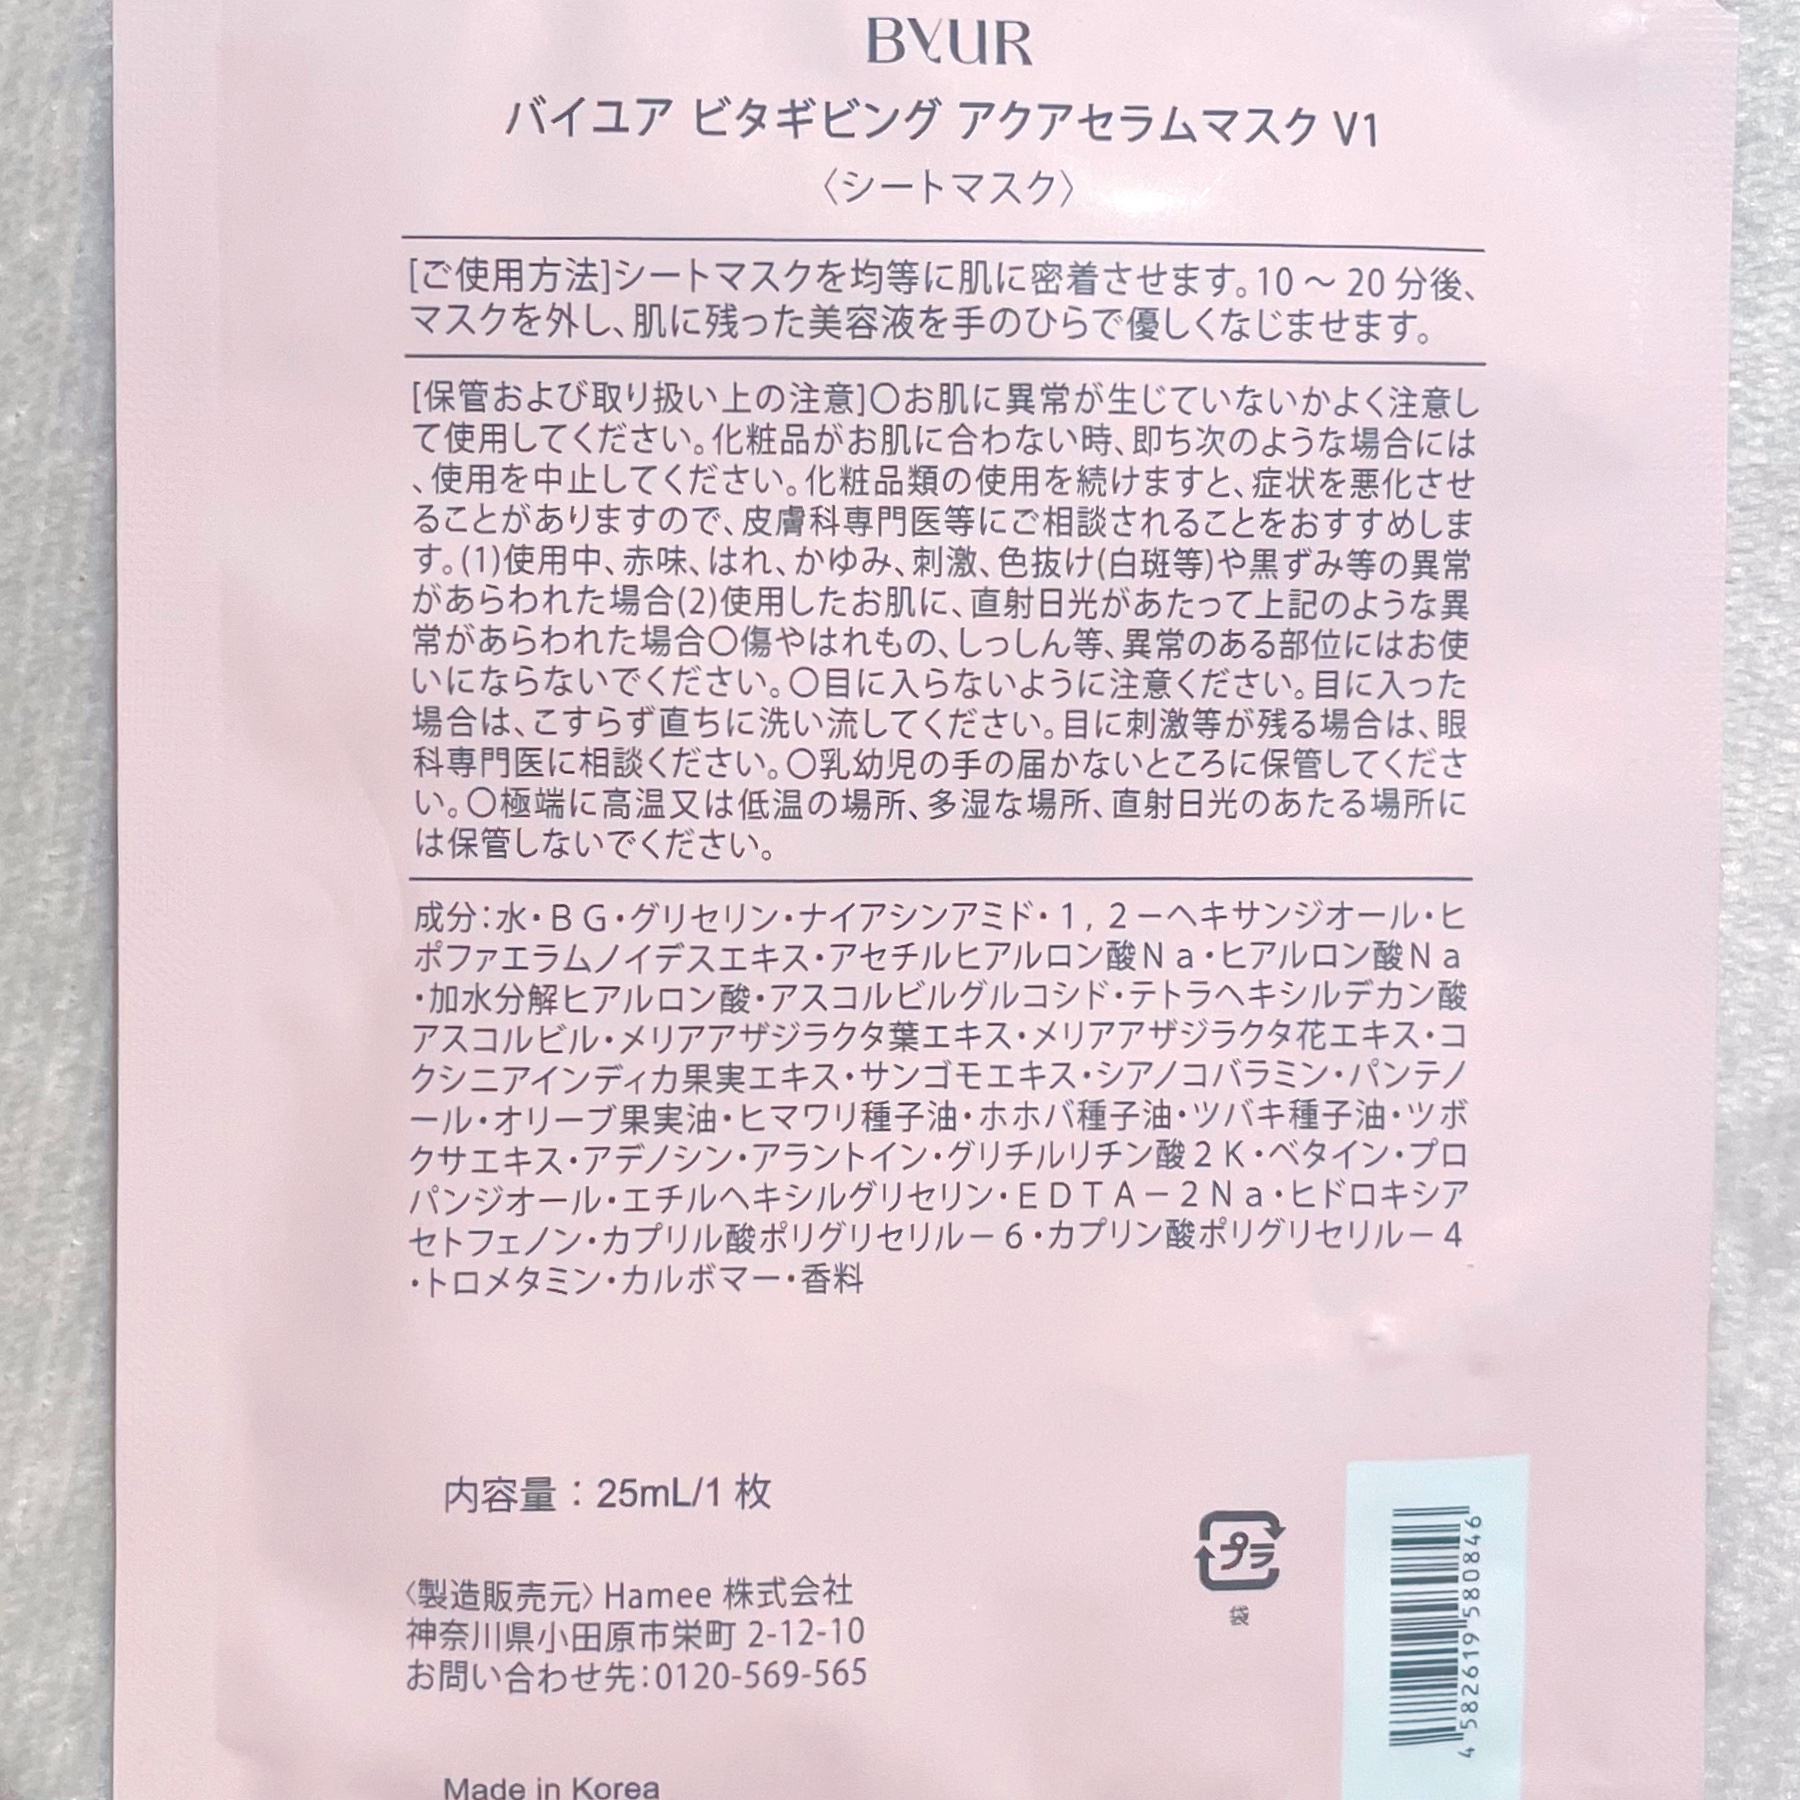 BYUR
バイユア ビタギビング アクアセラムマスク V1
〈シートマスク〉
[ご使用方法]シートマスクを均等に肌に密着させます。10 〜 20 分後、
マスクを外し、肌に残った美容液を手のひらで優しくなじませます。
[保管および取り扱い上の注意]〇お肌に異常が生じていないかよく注意し
て使用してください。化粧品がお肌に合わない時、即ち次のような場合には
、使用を中止してください。化粧品類の使用を続けますと、症状を悪化させ
ることがありますので、皮膚科専門医等にご相談されることをおすすめしま
す。(1)使用中、赤味、はれ、かゆみ、刺激、色抜け(白斑等)や黒ずみ等の異常
があらわれた場合(2)使用したお肌に、直射日光があたって上記のような異
常があらわれた場合〇傷やはれもの、しっしん等、異常のある部位にはお使
いにならないでください。〇目に入らないように注意ください。目に入った
場合は、こすらず直ちに洗い流してください。目に刺激等が残る場合は、眼
科専門医に相談ください。〇乳幼児の手の届かないところに保管してくださ
い。〇極端に高温又は低温の場所、多湿な場所、直射日光のあたる場所に
は保管しないでください。
成分：水・ＢＧ・グリセリン・ナイアシンアミド・１，２－ヘキサンジオール・ヒ
ポファエラムノイデスエキス・アセチルヒアルロン酸Ｎａ・ヒアルロン酸Ｎａ
・加水分解ヒアルロン酸・アスコルビルグルコシド・テトラヘキシルデカン酸
アスコルビル・メリアアザジラクタ葉エキス・メリアアザジラクタ花エキス・コ
クシニアインディカ果実エキス・サンゴモエキス・シアノコバラミン・パンテノ
ール・オリーブ果実油・ヒマワリ種子油・ホホバ種子油・ツバキ種子油・ツボ
クサエキス・アデノシン・アラントイン・グリチルリチン酸２Ｋ・ベタイン・プロ
パンジオール・エチルヘキシルグリセリン・ＥＤＴＡ－２Ｎａ・ヒドロキシア
セトフェノン・カプリル酸ポリグリセリル－６・カプリン酸ポリグリセリル－４
・トロメタミン・カルボマー・香料
内容量：25mL/1 枚
〈製造販売元〉Hamee 株式会社
神奈川県小田原市栄町 2-12-10
お問い合わせ先：0120-569-565
Made in Korea
プラ
袋
4 582619 580846